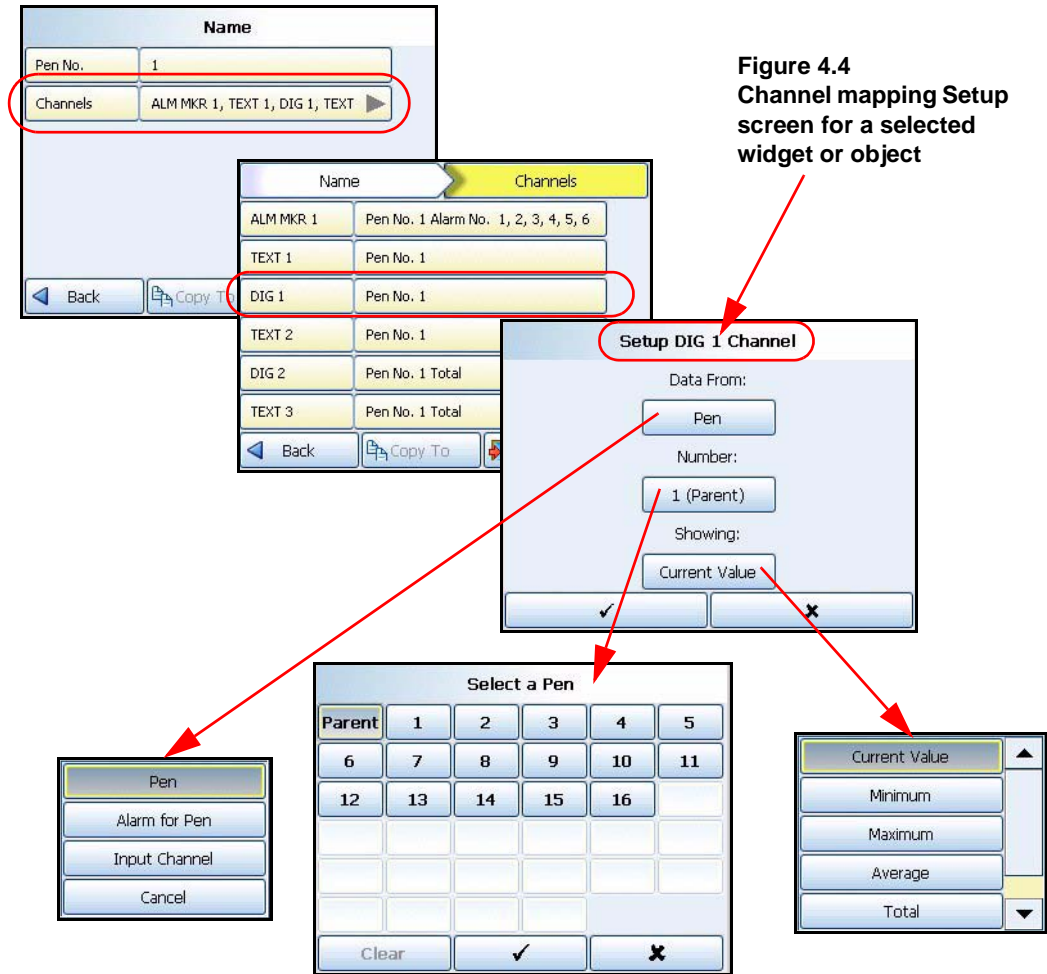 Name
Pen No. 1
Channels ALM MKR 1, TEXT 1, DIG 1, TEXT
Back Copy To
Figure 4.4
Channel mapping Setup
screen for a selected
widget or object
Name Channels
ALM MKR 1 Pen No. 1 Alarm No. 1, 2, 3, 4, 5, 6
TEXT 1 Pen No. 1
DIG 1 Pen No. 1
TEXT 2 Pen No. 1
DIG 2 Pen No. 1 Total
TEXT 3 Pen No. 1 Total
Back Copy To
Setup DIG 1 Channel
Data From:
Pen
Number:
1 (Parent)
Showing:
Current Value
Pen
Alarm for Pen
Input Channel
Cancel
Select a Pen
Parent 1 2 3 4 5
6 7 8 9 10 11
12 13 14 15 16
Clear
Current Value
Minimum
Maximum
Average
Total